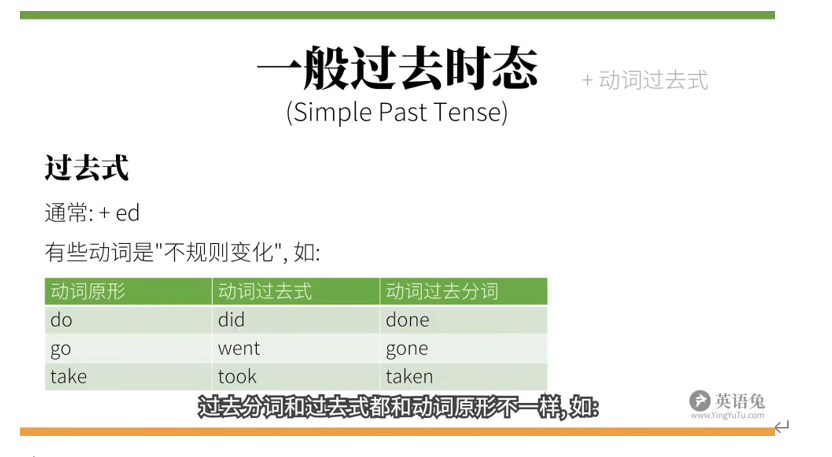 一般过去时态
+ 动词过去式
(Simple Past Tense)
过去式
通常: + ed
有些动词是"不规则变化", 如:
动词原形 动词过去式 动词过去分词
do did done
go went gone
take took taken
过去分词和过去式都和动词原形不一样, 如:
英语兔
www.YingYuTu.com